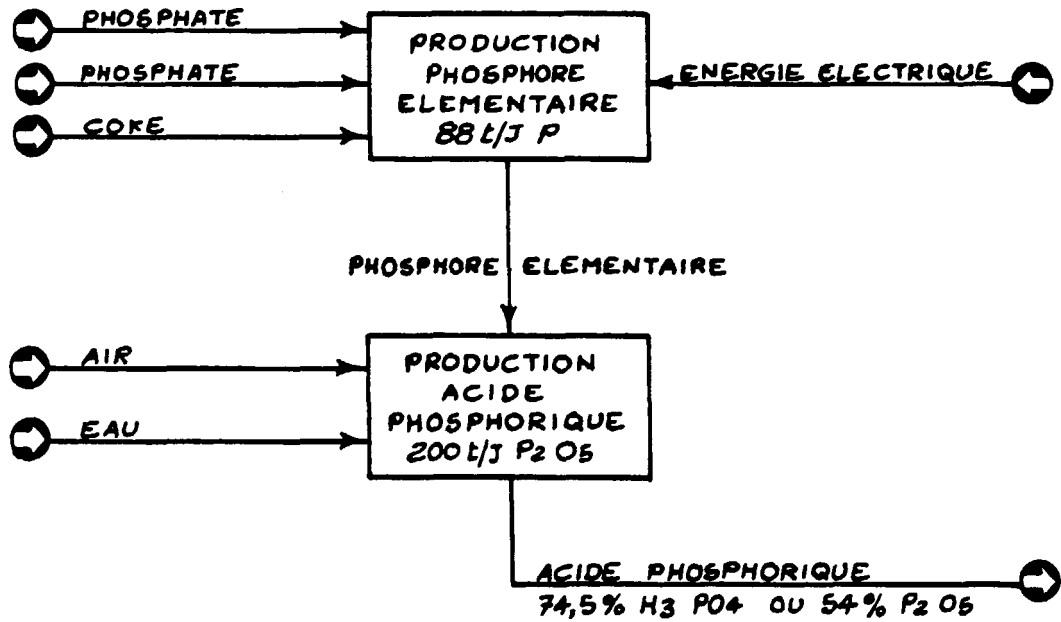 PHOSPHATE
PHOSPHATE
COKE
PRODUCTION
PHOSPHORE
ELEMENTAIRE
88 t/J P
ENERGIE ELECTRIQUE
PHOSPHORE ELEMENTAIRE
AIR
EAU
PRODUCTION
ACIDE
PHOSPHORIQUE
200 t/J P2 O5
ACIDE PHOSPHORIQUE
74,5% H3 PO4 OU 54% P2 O5